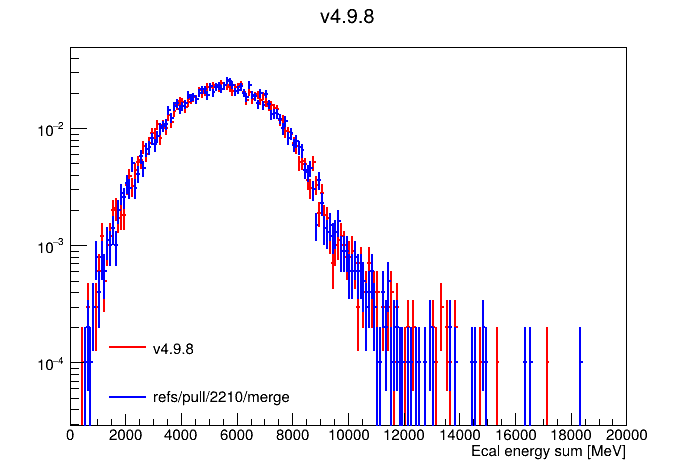 v4.9.8
10⁻²
10⁻³
10⁻⁴
v4.9.8
refs/pull/2210/merge
0 2000 4000 6000 8000 10000 12000 14000 16000 18000 20000
Ecal energy sum [MeV]